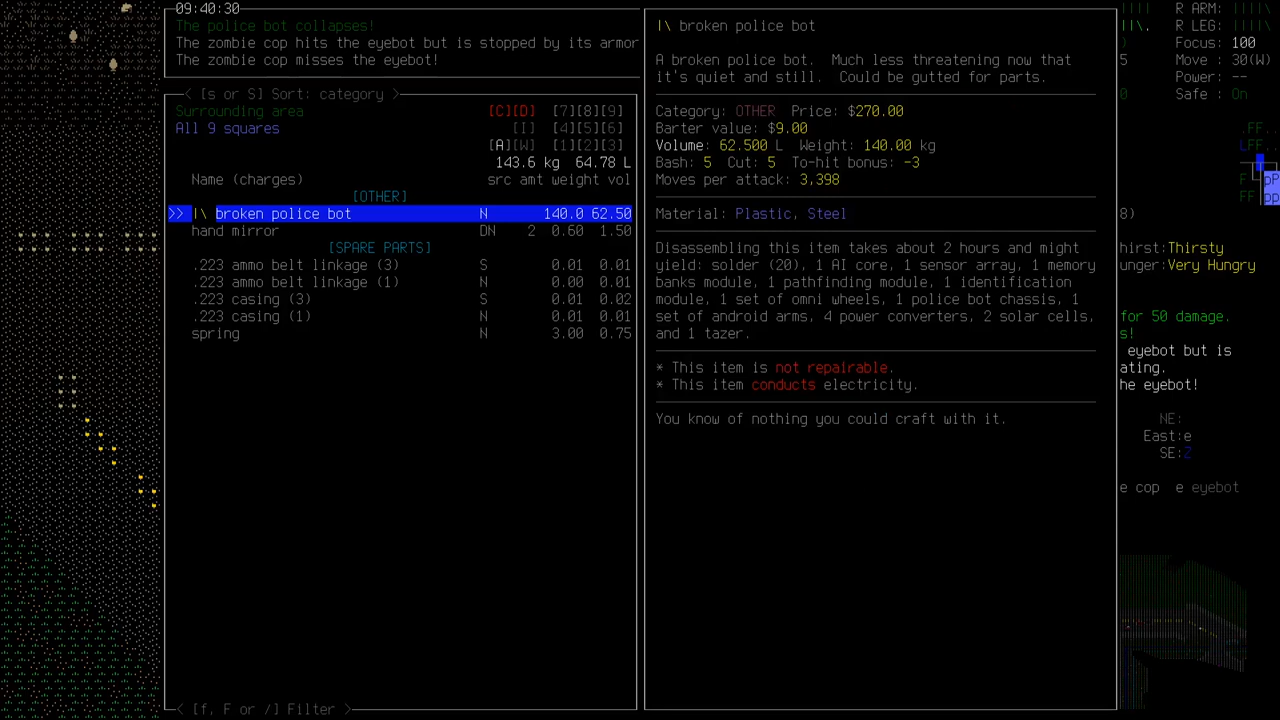 09:40:30
The police bot collapses!
The zombie cop hits the eyebot but is stopped by its armor
The zombie cop misses the eyebot!
< [s or S] Sort: category >
Surrounding area [C][D] [7][8][9]
All 9 squares [I] [4][5][6]
[A][W] [1][2][3]
143.6 kg 64.78 L
Name (charges) src amt weight vol
[OTHER]
>> |\ broken police bot N 140.0 62.50
hand mirror DN 2 0.60 1.50
[SPARE PARTS]
.223 ammo belt linkage (3) S 0.01 0.01
.223 ammo belt linkage (1) N 0.00 0.01
.223 casing (3) S 0.01 0.02
.223 casing (1) N 0.01 0.01
spring N 3.00 0.75
< [f, F or /] Filter >
|\ broken police bot
A broken police bot. Much less threatening now that
it's quiet and still. Could be gutted for parts.
Category: OTHER Price: $270.00
Barter value: $9.00
Volume: 62.500 L Weight: 140.00 kg
Bash: 5 Cut: 5 To-hit bonus: -3
Moves per attack: 3,398
Material: Plastic, Steel
Disassembling this item takes about 2 hours and might
yield: solder (20), 1 AI core, 1 sensor array, 1 memory
banks module, 1 pathfinding module, 1 identification
module, 1 set of omni wheels, 1 police bot chassis, 1
set of android arms, 4 power converters, 2 solar cells,
and 1 tazer.
* This item is not repairable.
* This item conducts electricity.
You know of nothing you could craft with it.
R ARM:
R LEG:
Focus: 100
5 Move : 30(W)
Power: --
0 Safe : On
.FF..
LFF..
F
FF
pP
pp
8)
hirst:Thirsty
unger:Very Hungry
for 50 damage.
s!
eyebot but is
ating.
he eyebot!
NE:
East:e
SE:Z
e cop e eyebot